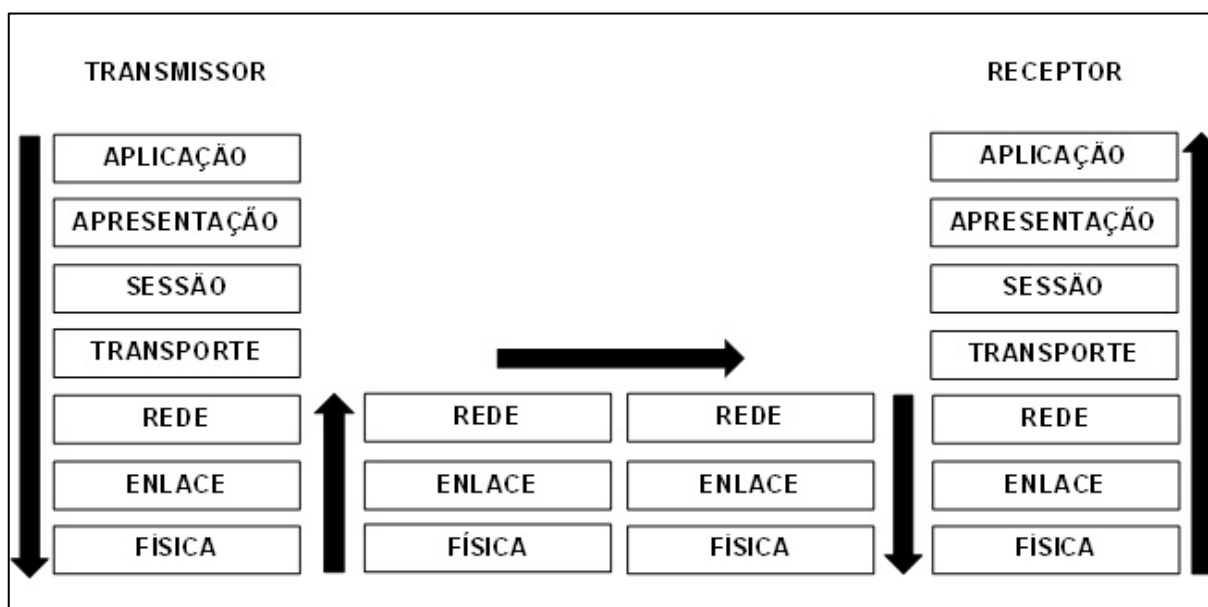 TRANSMISSOR
RECEPTOR
APLICAÇÃO
APLICAÇÃO
APRESENTAÇÃO
APRESENTAÇÃO
SESSÃO
SESSÃO
TRANSPORTE
TRANSPORTE
REDE
REDE
REDE
REDE
ENLACE
ENLACE
ENLACE
ENLACE
FÍSICA
FÍSICA
FÍSICA
FÍSICA